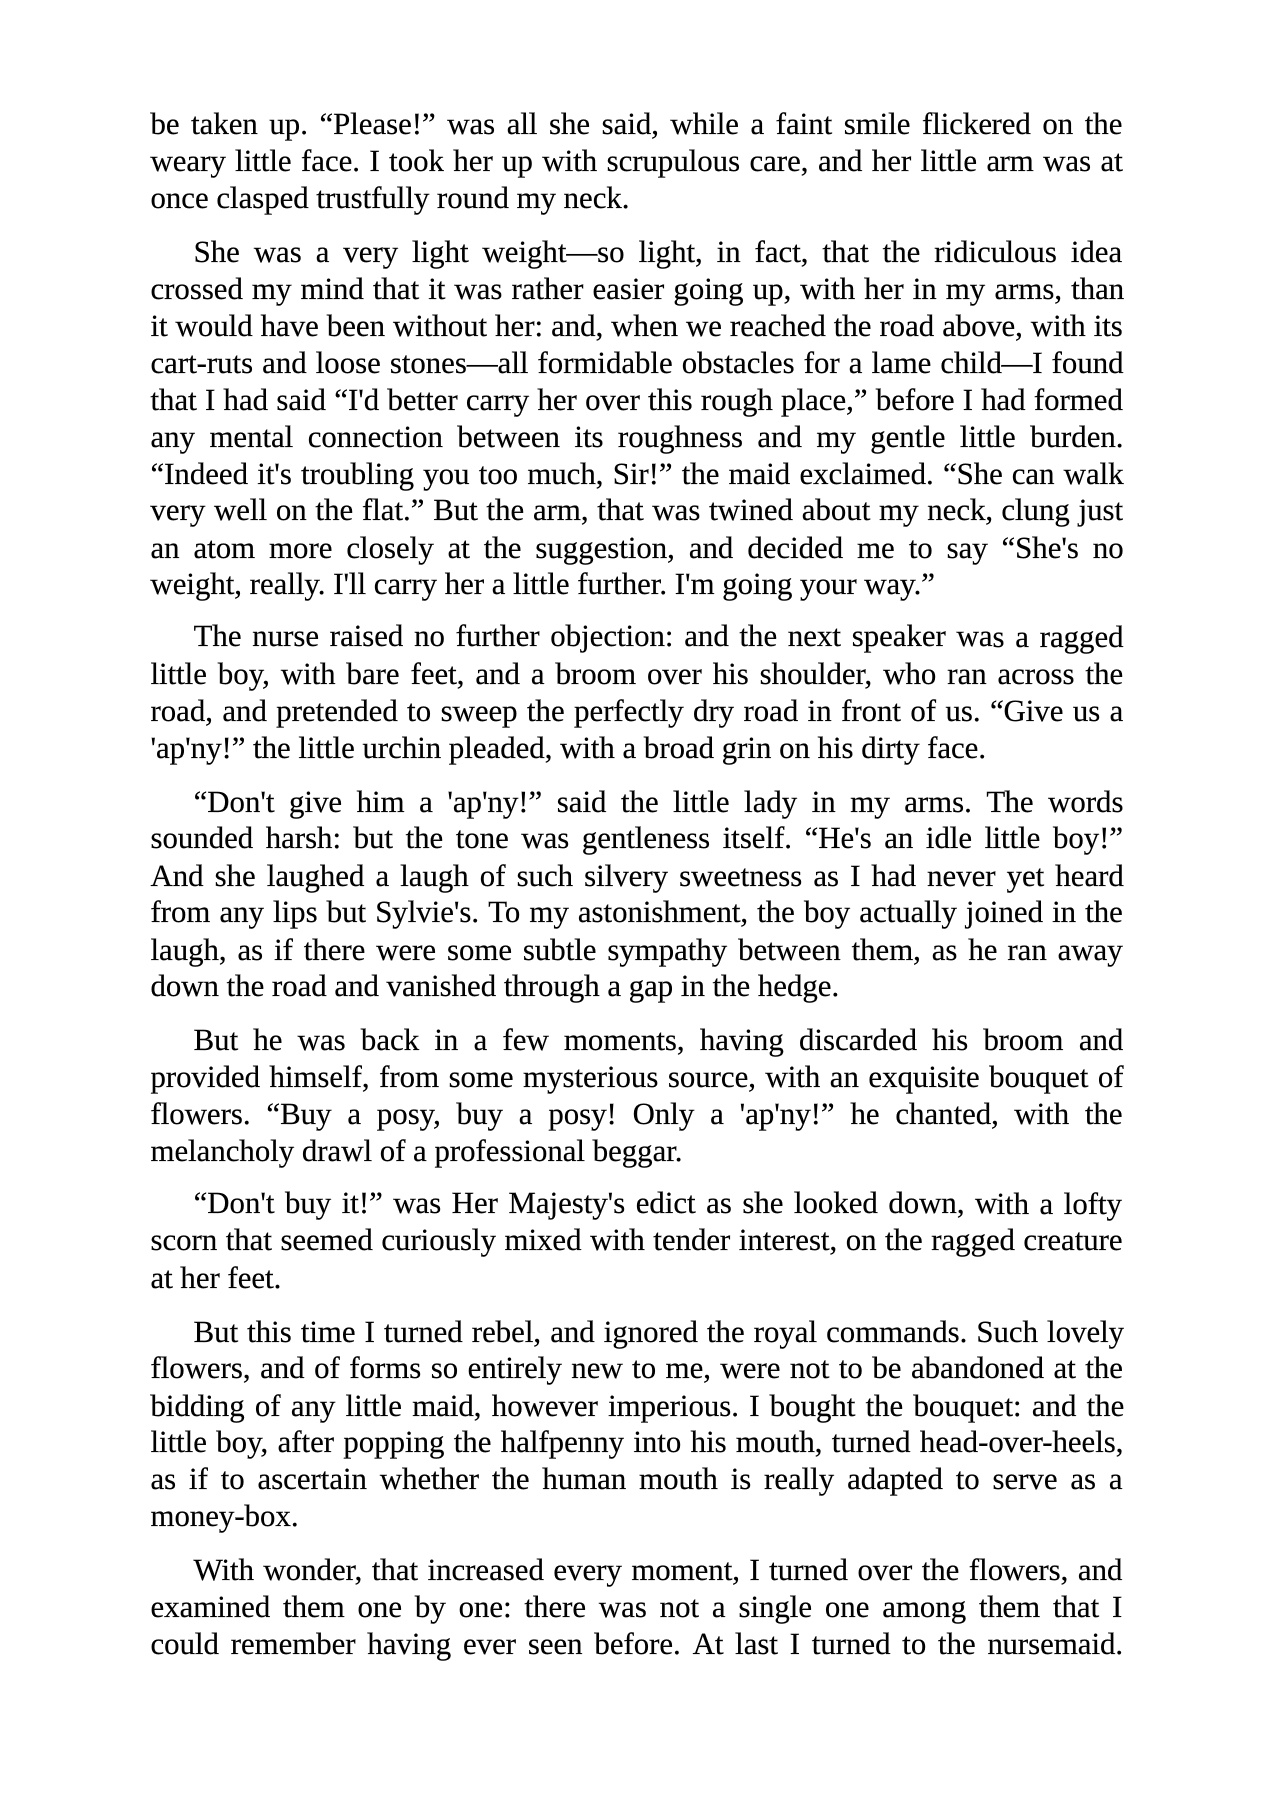 be taken up. “Please!” was all she said, while a faint smile flickered on the
weary little face. I took her up with scrupulous care, and her little arm was at
once clasped trustfully round my neck.
She was a very light weight—so light, in fact, that the ridiculous idea
crossed my mind that it was rather easier going up, with her in my arms, than
it would have been without her: and, when we reached the road above, with its
cart-ruts and loose stones—all formidable obstacles for a lame child—I found
that I had said “I'd better carry her over this rough place,” before I had formed
any mental connection between its roughness and my gentle little burden.
“Indeed it's troubling you too much, Sir!” the maid exclaimed. “She can walk
very well on the flat.” But the arm, that was twined about my neck, clung just
an atom more closely at the suggestion, and decided me to say “She's no
weight, really. I'll carry her a little further. I'm going your way.”
The nurse raised no further objection: and the next speaker was a ragged
little boy, with bare feet, and a broom over his shoulder, who ran across the
road, and pretended to sweep the perfectly dry road in front of us. “Give us a
'ap'ny!” the little urchin pleaded, with a broad grin on his dirty face.
“Don't give him a 'ap'ny!” said the little lady in my arms. The words
sounded harsh: but the tone was gentleness itself. “He's an idle little boy!”
And she laughed a laugh of such silvery sweetness as I had never yet heard
from any lips but Sylvie's. To my astonishment, the boy actually joined in the
laugh, as if there were some subtle sympathy between them, as he ran away
down the road and vanished through a gap in the hedge.
But he was back in a few moments, having discarded his broom and
provided himself, from some mysterious source, with an exquisite bouquet of
flowers. “Buy a posy, buy a posy! Only a 'ap'ny!” he chanted, with the
melancholy drawl of a professional beggar.
“Don't buy it!” was Her Majesty's edict as she looked down, with a lofty
scorn that seemed curiously mixed with tender interest, on the ragged creature
at her feet.
But this time I turned rebel, and ignored the royal commands. Such lovely
flowers, and of forms so entirely new to me, were not to be abandoned at the
bidding of any little maid, however imperious. I bought the bouquet: and the
little boy, after popping the halfpenny into his mouth, turned head-over-heels,
as if to ascertain whether the human mouth is really adapted to serve as a
money-box.
With wonder, that increased every moment, I turned over the flowers, and
examined them one by one: there was not a single one among them that I
could remember having ever seen before. At last I turned to the nursemaid.